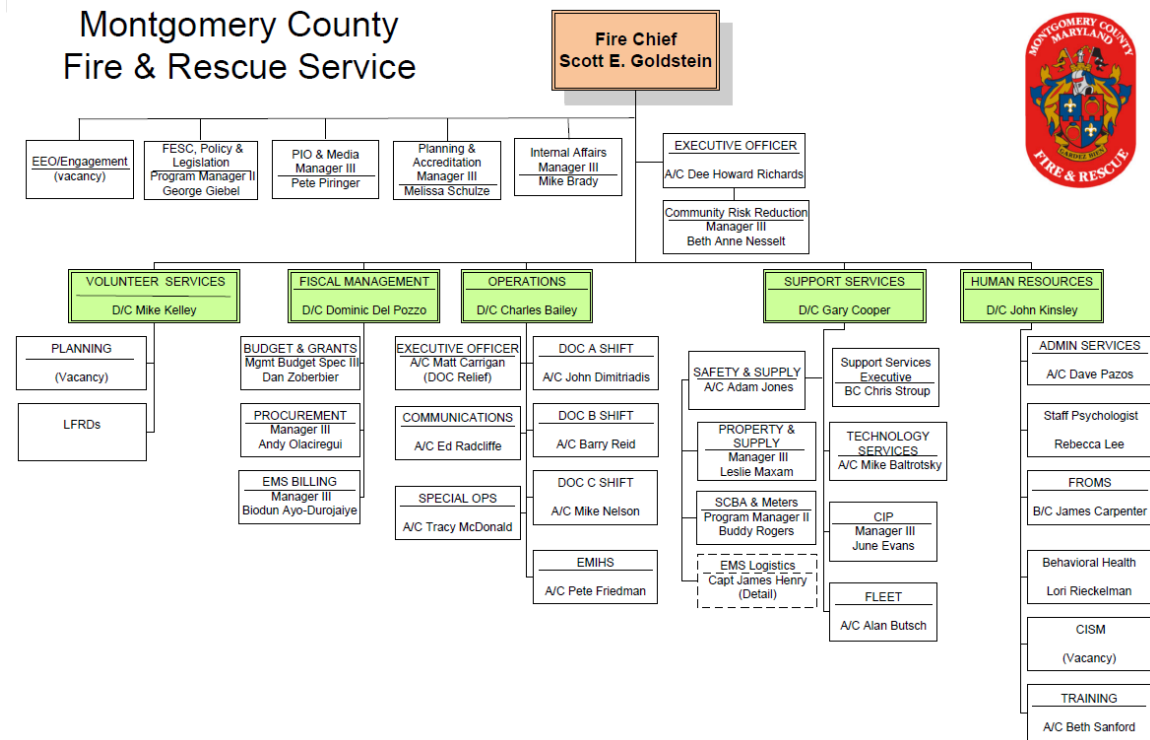 Montgomery County
Fire & Rescue Service
Fire Chief
Scott E. Goldstein
MONTGOMERY COUNTY
MARYLAND
GARDEZ BIEN
FIRE & RESCUE
EEO/Engagement
(vacancy)
FESC, Policy &
Legislation
Program Manager II
George Giebel
PIO & Media
Manager III
Pete Piringer
Planning &
Accreditation
Manager III
Melissa Schulze
Internal Affairs
Manager III
Mike Brady
EXECUTIVE OFFICER
A/C Dee Howard Richards
Community Risk Reduction
Manager III
Beth Anne Nesselt
VOLUNTEER SERVICES
D/C Mike Kelley
FISCAL MANAGEMENT
D/C Dominic Del Pozzo
OPERATIONS
D/C Charles Bailey
SUPPORT SERVICES
D/C Gary Cooper
HUMAN RESOURCES
D/C John Kinsley
PLANNING
(Vacancy)
LFRDs
BUDGET & GRANTS
Mgmt Budget Spec III
Dan Zoberbier
PROCUREMENT
Manager III
Andy Olaciregui
EMS BILLING
Manager III
Biodun Ayo-Durojaiye
EXECUTIVE OFFICER
A/C Matt Carrigan
(DOC Relief)
COMMUNICATIONS
A/C Ed Radcliffe
SPECIAL OPS
A/C Tracy McDonald
DOC A SHIFT
A/C John Dimitriadis
DOC B SHIFT
A/C Barry Reid
DOC C SHIFT
A/C Mike Nelson
EMIHS
A/C Pete Friedman
SAFETY & SUPPLY
A/C Adam Jones
PROPERTY &
SUPPLY
Manager III
Leslie Maxam
SCBA & Meters
Program Manager II
Buddy Rogers
EMS Logistics
Capt James Henry
(Detail)
Support Services
Executive
BC Chris Stroup
TECHNOLOGY
SERVICES
A/C Mike Baltrotsky
CIP
Manager III
June Evans
FLEET
A/C Alan Butsch
ADMIN SERVICES
A/C Dave Pazos
Staff Psychologist
Rebecca Lee
FROMS
B/C James Carpenter
Behavioral Health
Lori Rieckelman
CISM
(Vacancy)
TRAINING
A/C Beth Sanford